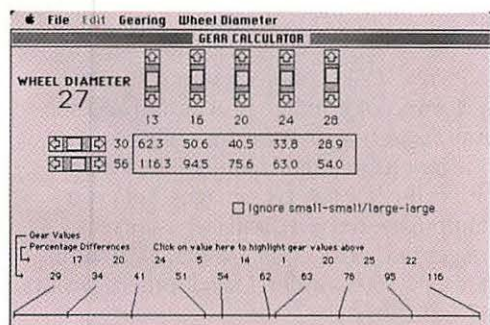 File Edit Gearing Wheel Diameter
GEAR CALCULATOR
WHEEL DIAMETER
27
13 16 20 24 28
30 62.3 50.6 40.5 33.8 28.9
56 116.3 94.5 75.6 63.0 54.0
Ignore small-small/large-large
Gear Values
Percentage Differences Click on value here to highlight gear values above
17 20 24 5 14 1 20 25 22
29 34 41 51 54 62 63 76 95 116